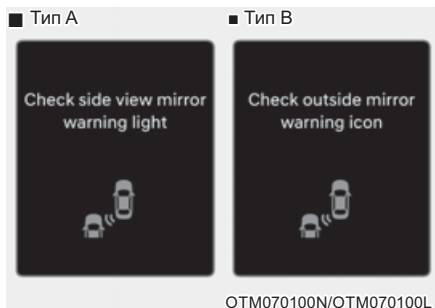 ■ Тип A
■ Тип B
Check side view mirror
warning light
Check outside mirror
warning icon
OTM070100N/OTM070100L